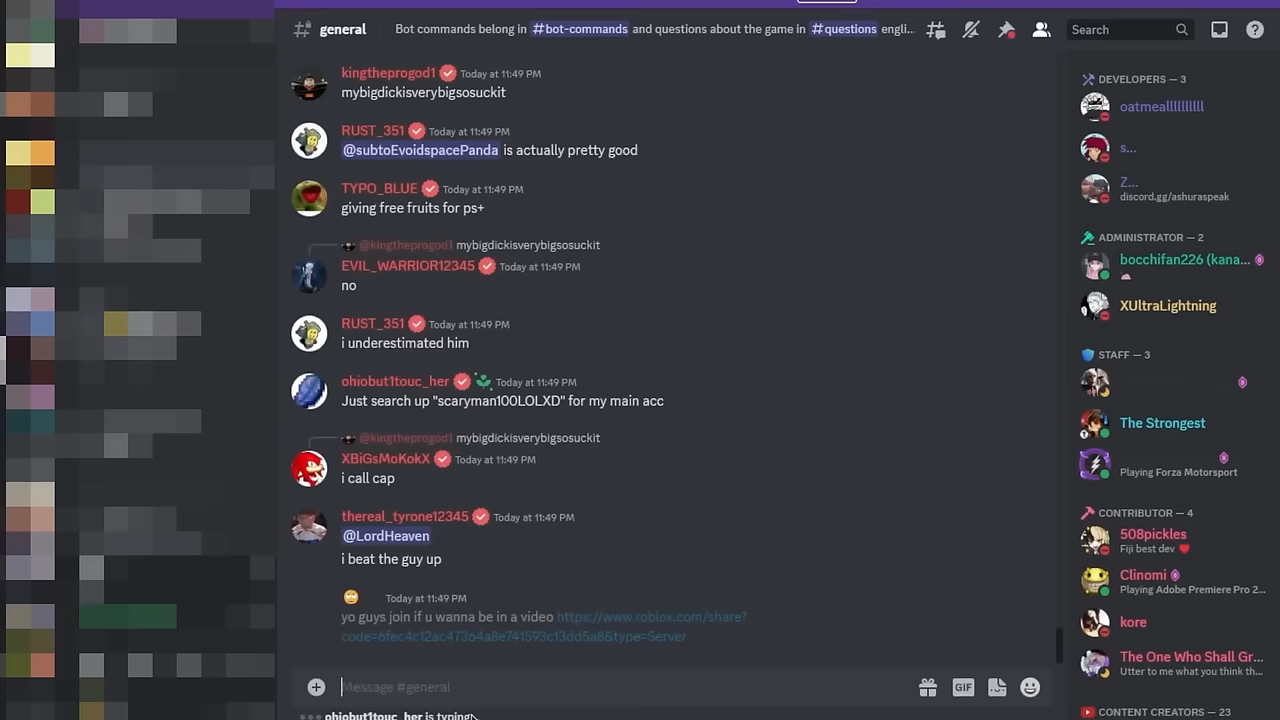 general
Bot commands belong in #bot-commands and questions about the game in #questions engli...
Search
kingtheprogod1 Today at 11:49 PM
mybigdickisverybigsosuckit
RUST_351 Today at 11:49 PM
@subtoEvoidspacePanda is actually pretty good
TYPO_BLUE Today at 11:49 PM
giving free fruits for ps+
@kingtheprogod1 mybigdickisverybigsosuckit
EVIL_WARRIOR12345 Today at 11:49 PM
no
RUST_351 Today at 11:49 PM
i underestimated him
ohiobut1touc_her Today at 11:49 PM
Just search up "scaryman100LOLXD" for my main acc
@kingtheprogod1 mybigdickisverybigsosuckit
XBiGsMoKokX Today at 11:49 PM
i call cap
thereal_tyrone12345 Today at 11:49 PM
@LordHeaven
i beat the guy up
Today at 11:49 PM
yo guys join if u wanna be in a video https://www.roblox.com/share?
code=6fec4c12ac47364a8e741593c13dd5a8&type=Server
Message #general
GIF
ohiobut1touc_her is typing
DEVELOPERS — 3
oatmeallllllllll
s...
Z...
discord.gg/ashuraspeak
ADMINISTRATOR — 2
bocchifan226 (kana...
XUltraLightning
STAFF — 3
The Strongest
Playing Forza Motorsport
CONTRIBUTOR — 4
508pickles
Fiji best dev
Clinomi
Playing Adobe Premiere Pro 2...
kore
The One Who Shall Gr...
Utter to me what you think th...
CONTENT CREATORS — 23